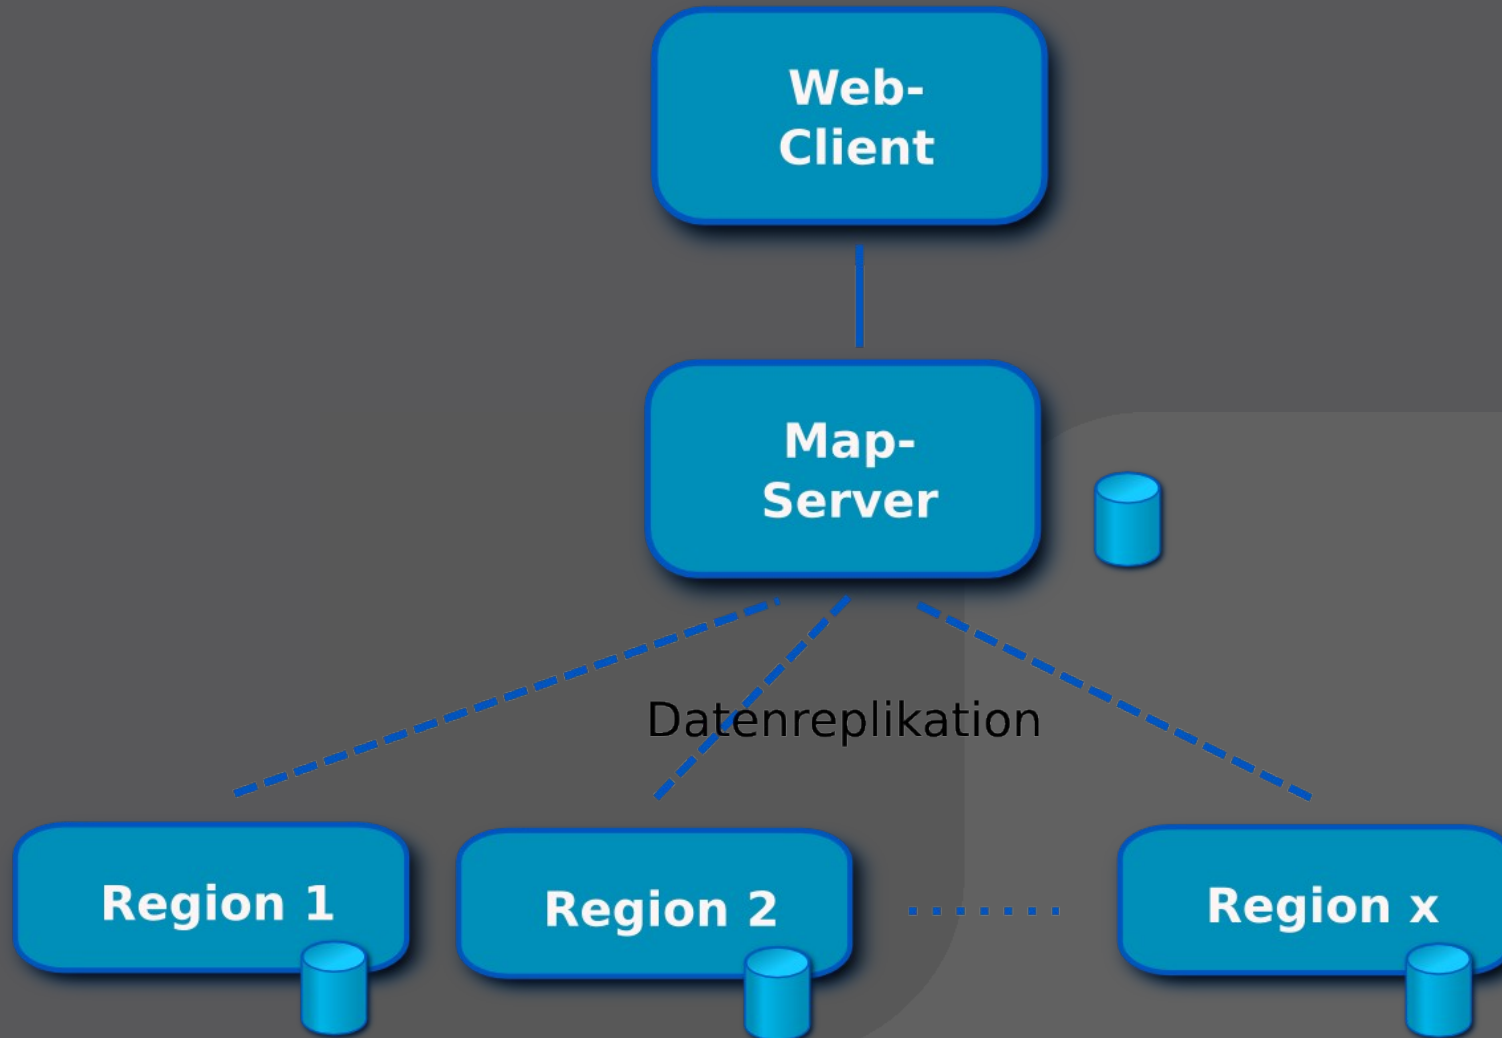 Web-
Client
Map-
Server
Datenreplikation
Region 1
Region 2
Region x